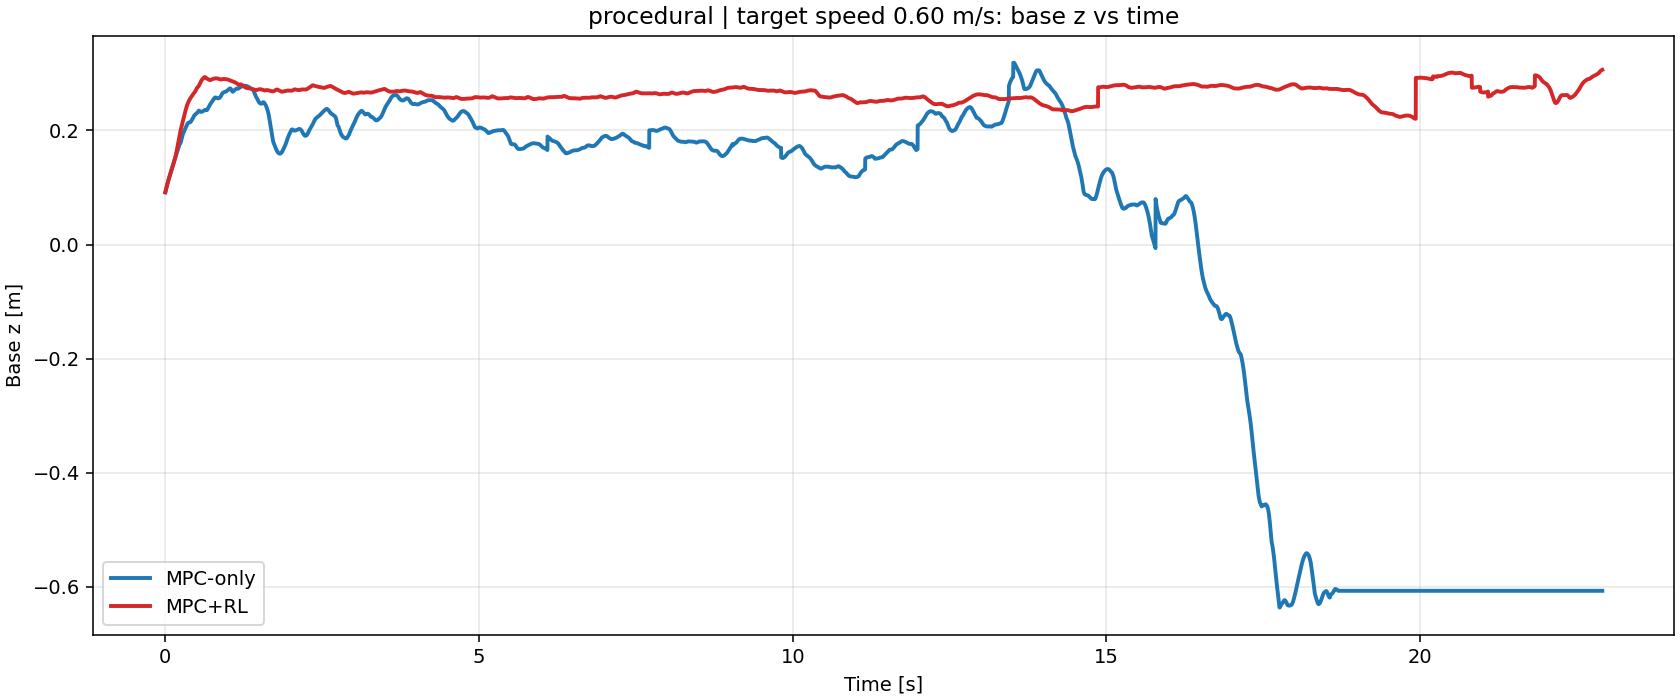 procedural | target speed 0.60 m/s: base z vs time
Base z [m]
0.2
0.0
−0.2
−0.4
−0.6
MPC-only
MPC+RL
0
5
10
15
20
Time [s]